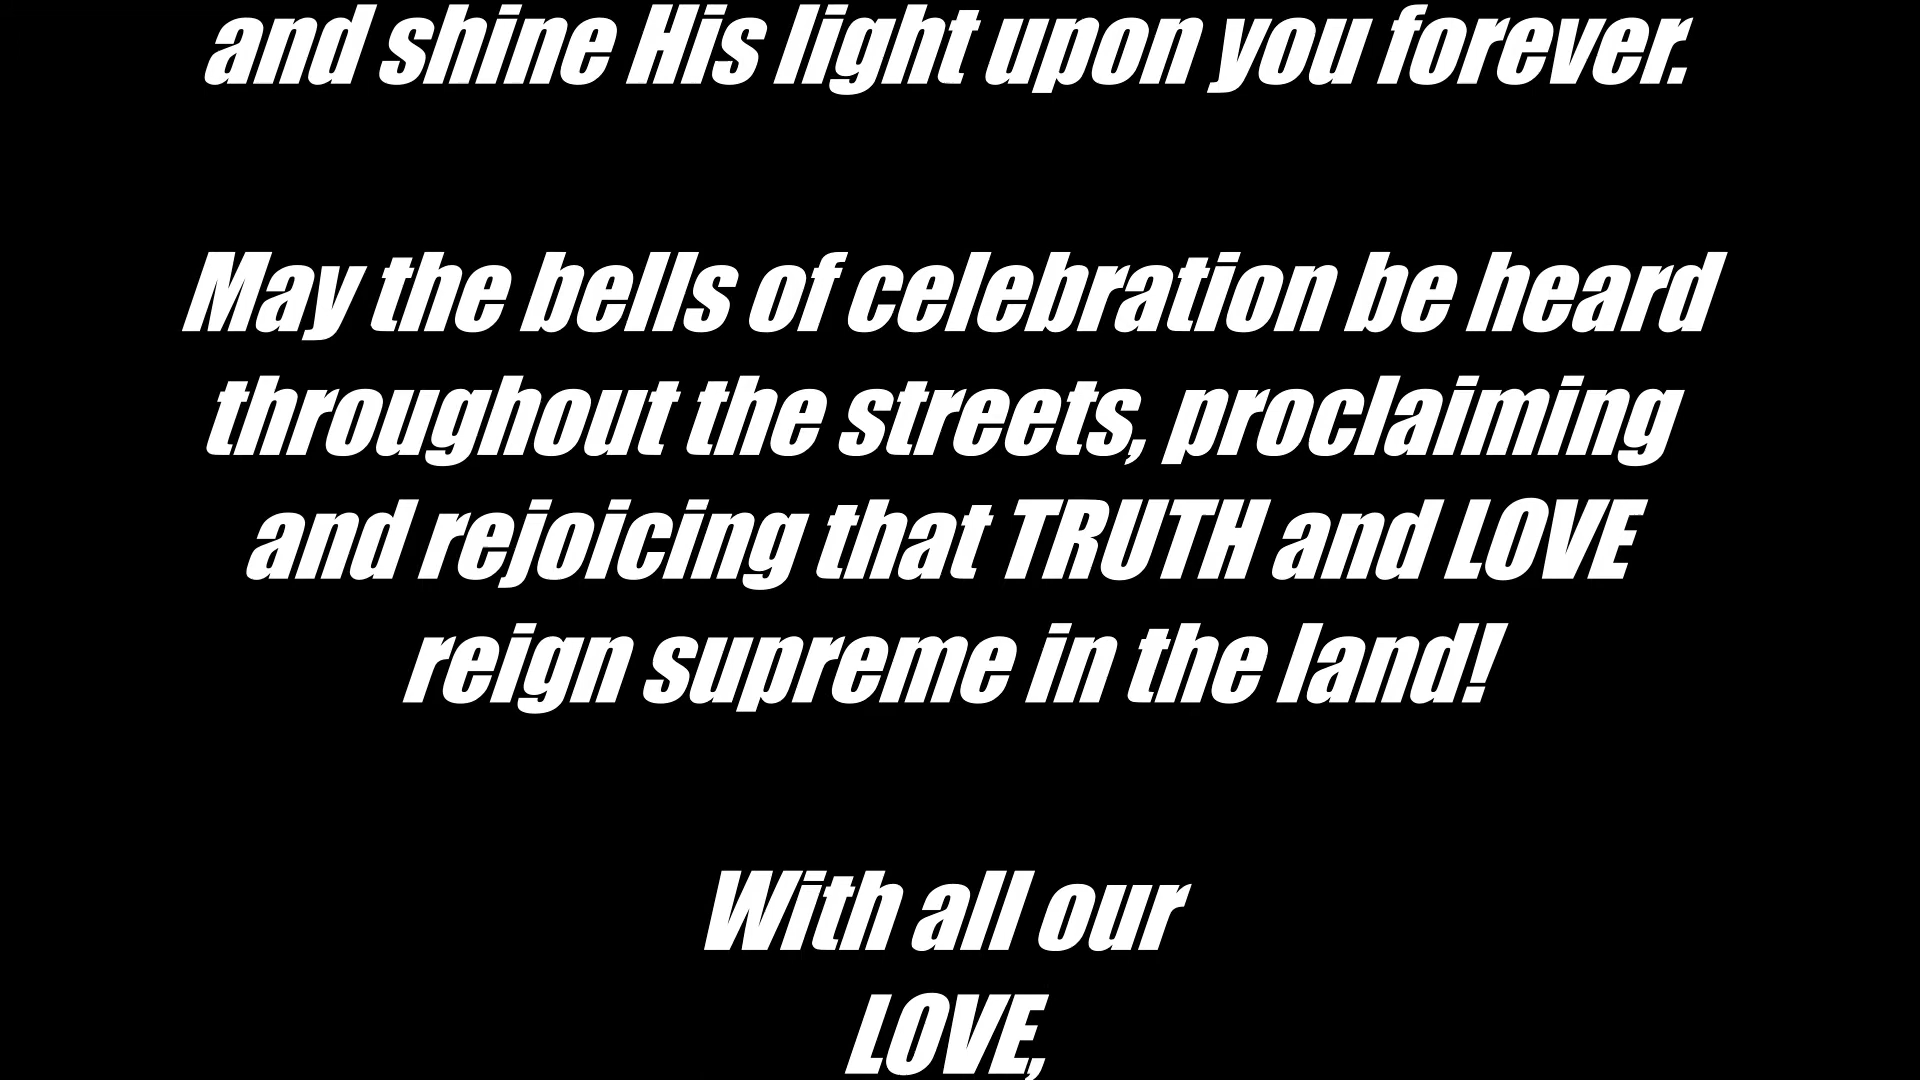 and shine His light upon you forever.
May the bells of celebration be heard
throughout the streets, proclaiming
and rejoicing that TRUTH and LOVE
reign supreme in the land!
With all our
LOVE,